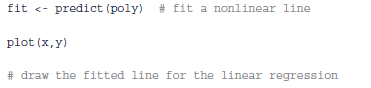 fit <- predict(poly)  # fit a nonlinear line
plot(x,y)
# draw the fitted line for the linear regression